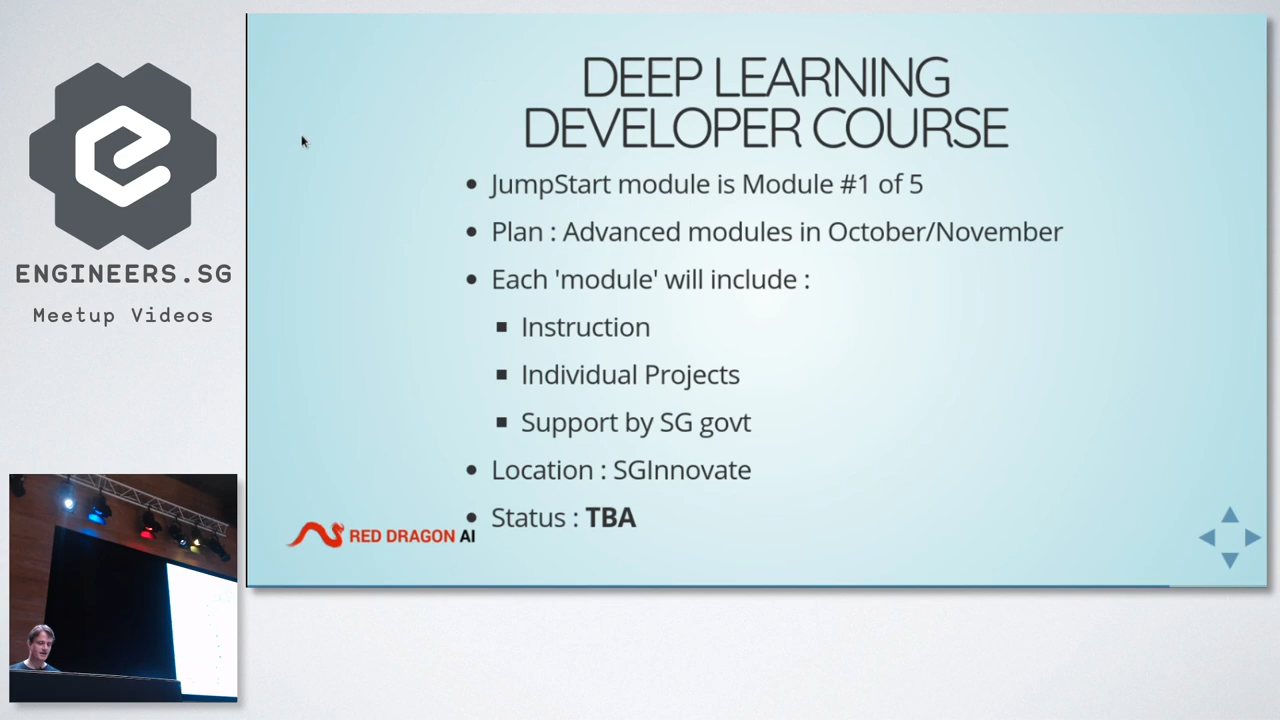 ENGINEERS.SG
Meetup Videos
DEEP LEARNING
DEVELOPER COURSE
JumpStart module is Module #1 of 5
Plan : Advanced modules in October/November
Each 'module' will include :
Instruction
Individual Projects
Support by SG govt
Location : SGInnovate
Status : TBA
RED DRAGON AI